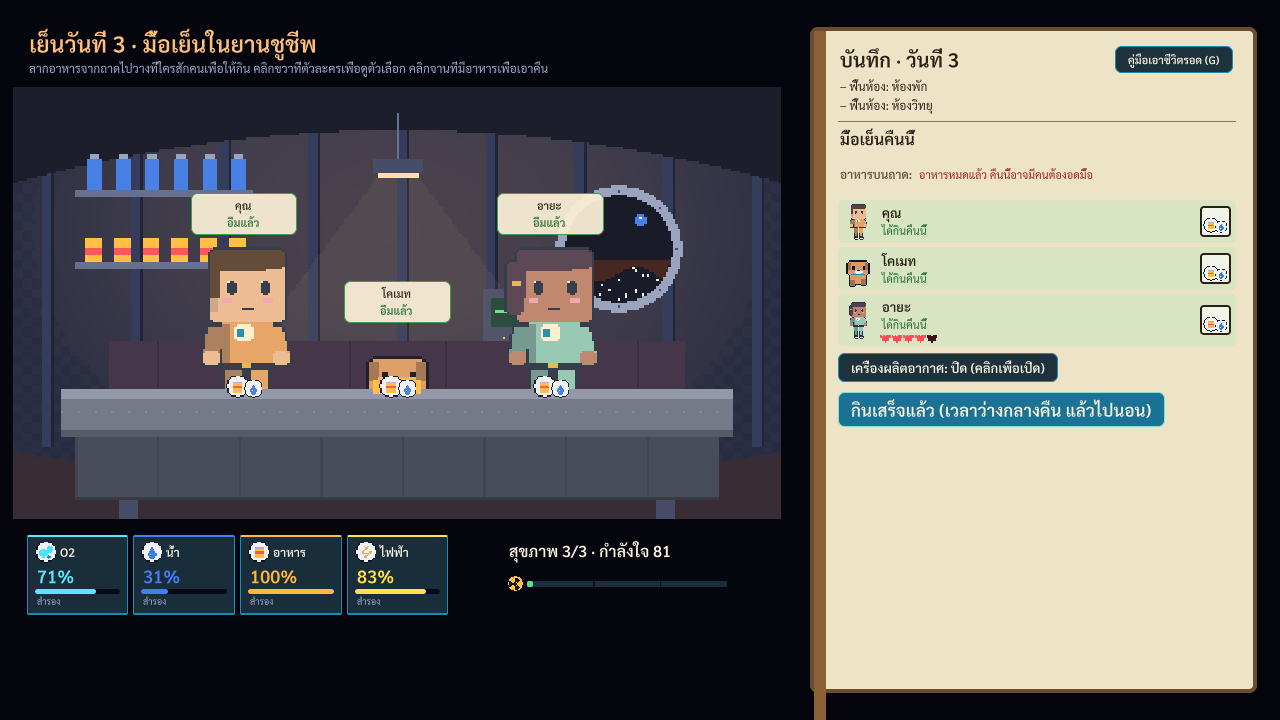 เย็นวันที่ 3 · มื้อเย็นในยานชูชีพ
ลากอาหารจากถาดไปวางที่ใครสักคนเพื่อให้กิน คลิกขวาที่ตัวละครเพื่อดูตัวเลือก คลิกจานที่มีอาหารเพื่อเอาคืน
คุณ
อิ่มแล้ว
อายะ
อิ่มแล้ว
โคเมท
อิ่มแล้ว
O2
71%
สำรอง
น้ำ
31%
สำรอง
อาหาร
100%
สำรอง
ไฟฟ้า
83%
สำรอง
สุขภาพ 3/3 · กำลังใจ 81
บันทึก · วันที่ 3
คู่มือเอาชีวิตรอด (G)
– ฟื้นห้อง: ห้องพัก
– ฟื้นห้อง: ห้องวิทยุ
มื้อเย็นคืนนี้
อาหารบนถาด: อาหารหมดแล้ว คืนนี้อาจมีคนต้องอดมื้อ
คุณ
ได้กินคืนนี้
โคเมท
ได้กินคืนนี้
อายะ
ได้กินคืนนี้
เครื่องผลิตอากาศ: ปิด (คลิกเพื่อเปิด)
กินเสร็จแล้ว (เวลาว่างกลางคืน แล้วไปนอน)